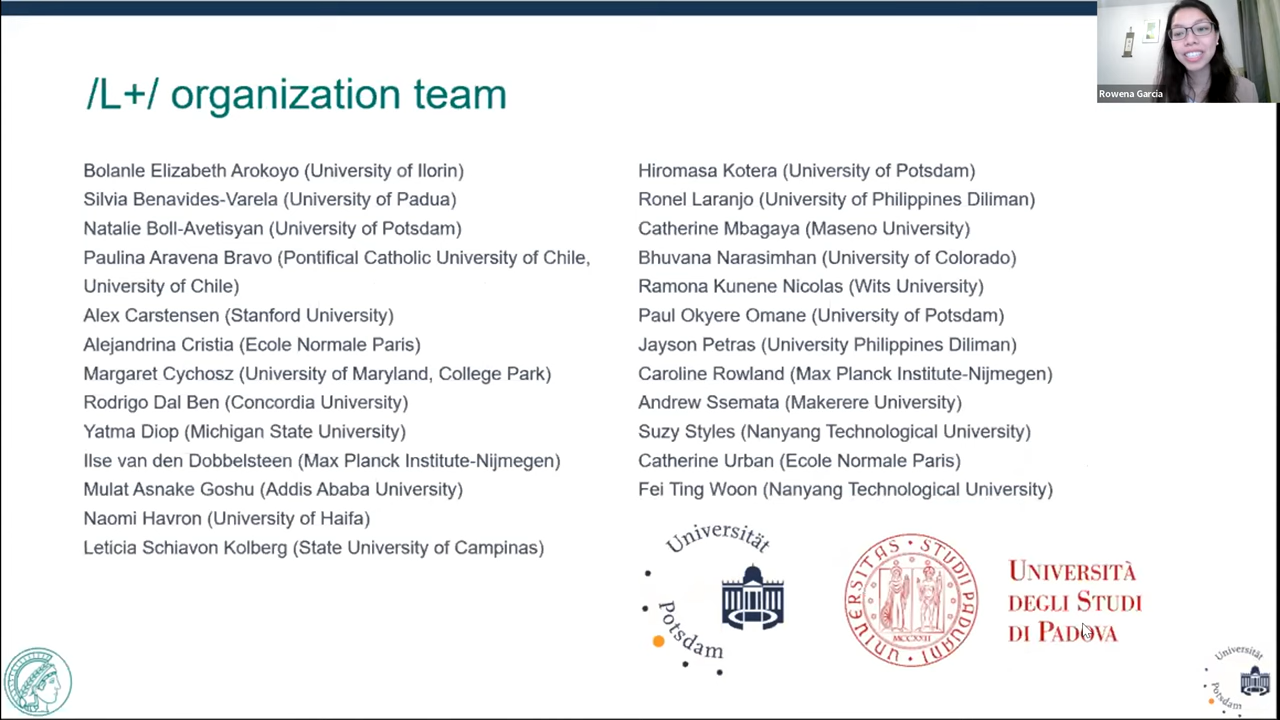 /L+/ organization team
Rowena Garcia
Bolanle Elizabeth Arokoyo (University of Ilorin)
Silvia Benavides-Varela (University of Padua)
Natalie Boll-Avetisyan (University of Potsdam)
Paulina Aravena Bravo (Pontifical Catholic University of Chile,
University of Chile)
Alex Carstensen (Stanford University)
Alejandrina Cristia (Ecole Normale Paris)
Margaret Cychosz (University of Maryland, College Park)
Rodrigo Dal Ben (Concordia University)
Yatma Diop (Michigan State University)
Ilse van den Dobbelsteen (Max Planck Institute-Nijmegen)
Mulat Asnake Goshu (Addis Ababa University)
Naomi Havron (University of Haifa)
Leticia Schiavon Kolberg (State University of Campinas)
Hiromasa Kotera (University of Potsdam)
Ronel Laranjo (University of Philippines Diliman)
Catherine Mbagaya (Maseno University)
Bhuvana Narasimhan (University of Colorado)
Ramona Kunene Nicolas (Wits University)
Paul Okyere Omane (University of Potsdam)
Jayson Petras (University Philippines Diliman)
Caroline Rowland (Max Planck Institute-Nijmegen)
Andrew Ssemata (Makerere University)
Suzy Styles (Nanyang Technological University)
Catherine Urban (Ecole Normale Paris)
Fei Ting Woon (Nanyang Technological University)
Universität
Potsdam
UNIVERSITAS • STUDII PADUANI
MCCXXII
UNIVERSITÀ
DEGLI STUDI
DI PADOVA
Universität
Potsdam